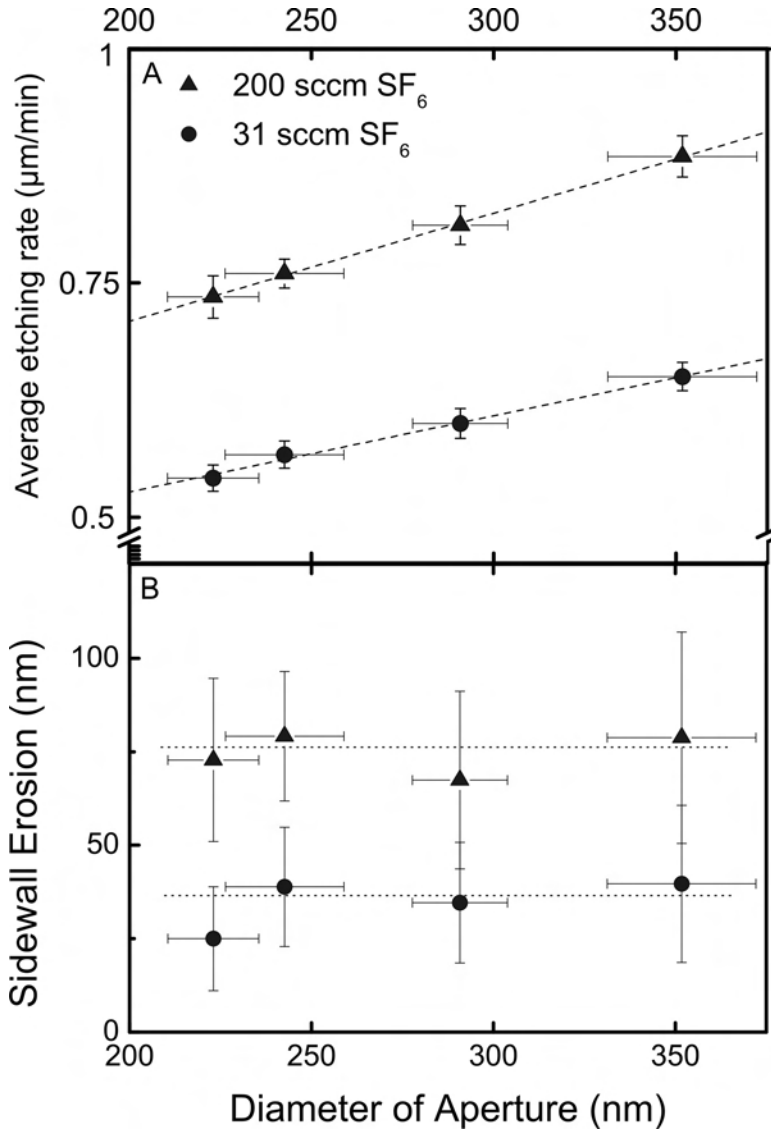 200 250 300 350
A
▲ 200 sccm SF6
● 31 sccm SF6
Average etching rate (μm/min)
1
0.75
0.5
B
Sidewall Erosion (nm)
100
50
0
200 250 300 350
Diameter of Aperture (nm)